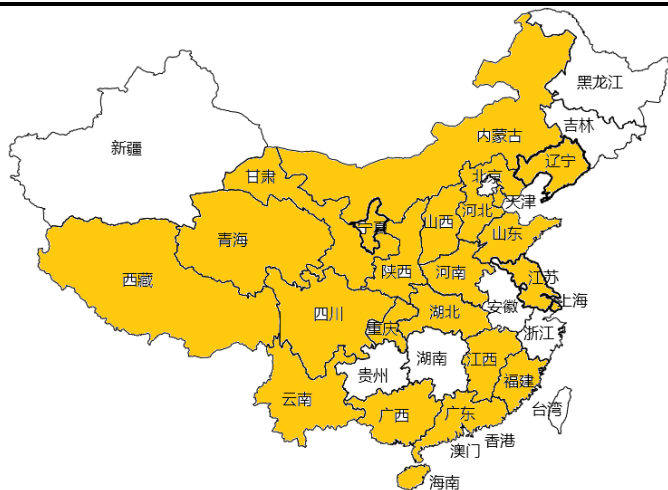 黑龙江
吉林
内蒙古
辽宁
新疆
北京
甘肃
天津
河北
宁夏
山西
山东
青海
陕西
河南
西藏
江苏
上海
安徽
四川
湖北
重庆
浙江
湖南
江西
贵州
福建
云南
台湾
广西
广东
香港
澳门
海南